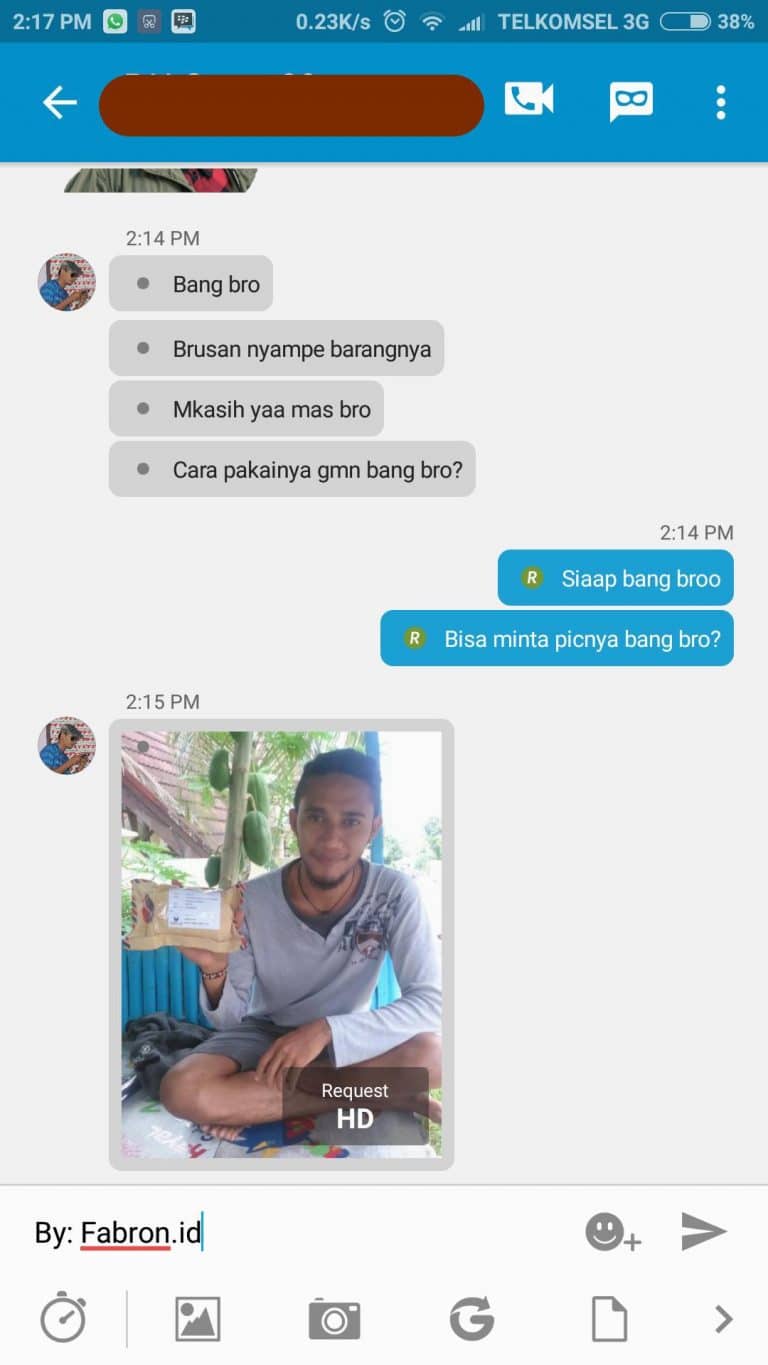 2:17 PM 0.23K/s TELKOMSEL 3G 38%
2:14 PM
Bang bro
Brusan nyampe barangnya
Mkasih yaa mas bro
Cara pakainya gmn bang bro?
2:14 PM
R Siaap bang broo
R Bisa minta picnya bang bro?
2:15 PM
Request
HD
By: Fabron.id